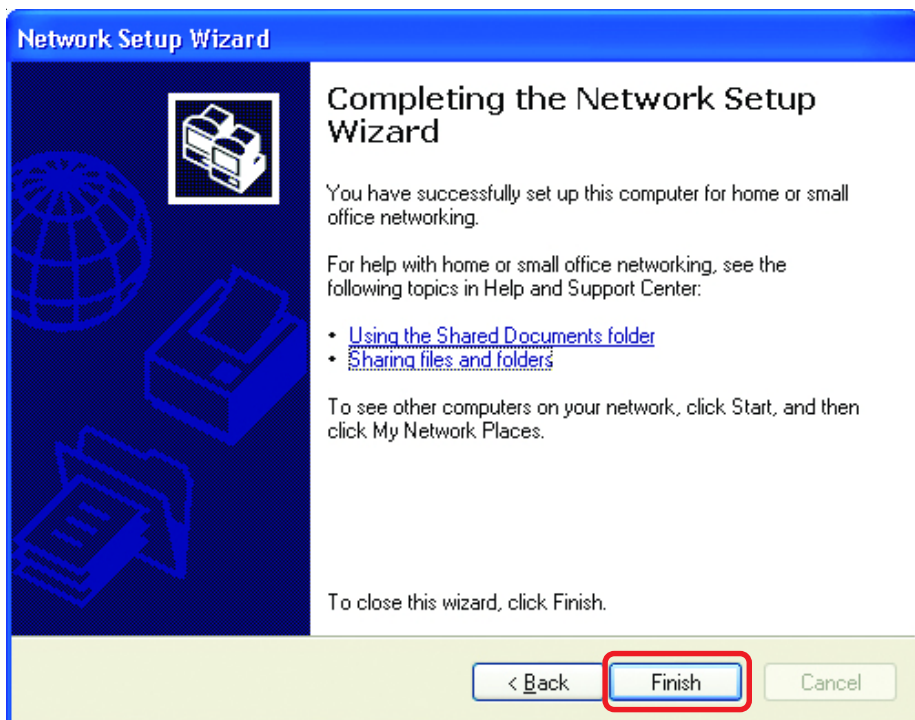 Network Setup Wizard
Completing the Network Setup
Wizard
You have successfully set up this computer for home or small
office networking.
For help with home or small office networking, see the
following topics in Help and Support Center:
• Using the Shared Documents folder
• Sharing files and folders
To see other computers on your network, click Start, and then
click My Network Places.
To close this wizard, click Finish.
< Back Finish Cancel